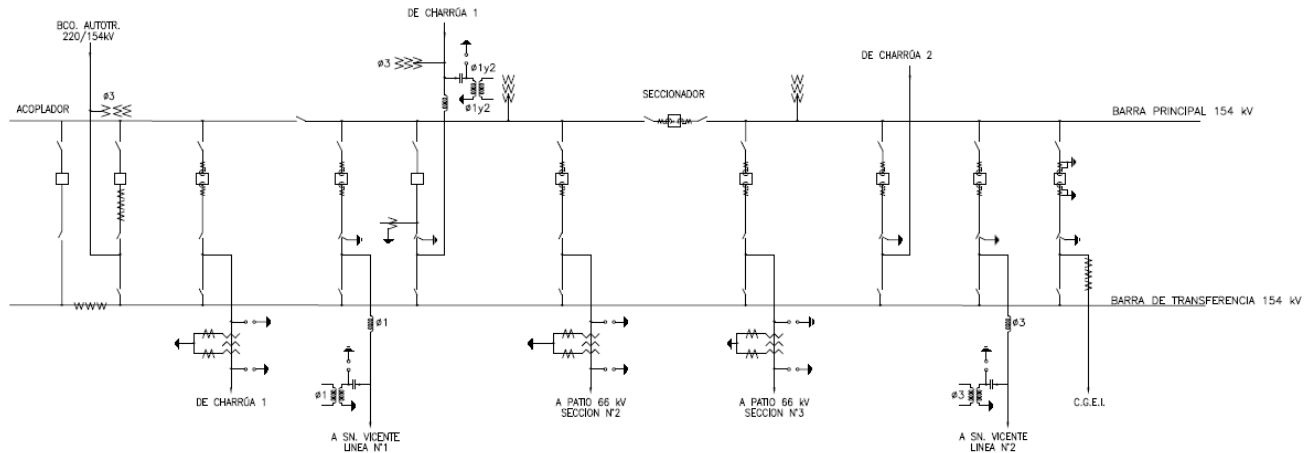 DE CHARRÚA 1
BCO. AUTOTR.
220/154kV
ø3
ø1y2
DE CHARRÚA 2
ø3
ø1y2
SECCIONADOR
ACOPLADOR
BARRA PRINCIPAL 154 kV
BARRA DE TRANSFERENCIA 154 kV
ø1
ø3
ø1
ø3
DE CHARRÚA 1
A PATIO 66 kV
SECCION N°2
A PATIO 66 kV
SECCION N°3
C.G.E.I.
A SN. VICENTE
LINEA N°1
A SN. VICENTE
LINEA N°2